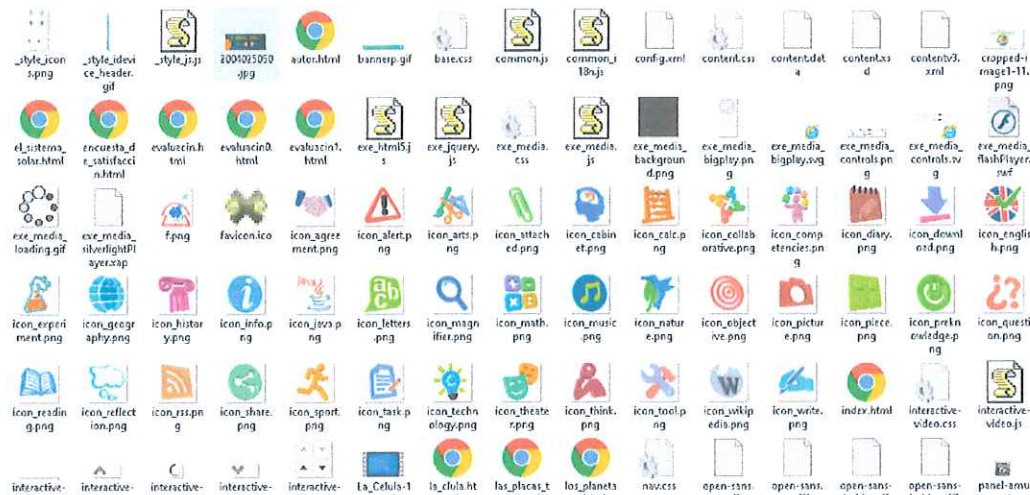 _style_icon _style_idevi _style_js.js 2004025050 autor.html bannerp.gif base.css common.js common_i config.xml content.css content.dat content.xs contentv3. cropped-i
s.png ce_header. .jpg 18n.js a d xml mage1-11.
gif png
el_sistema_ encuesta_d evaluacin.h evaluacin0. evaluacin1. exe_html5.j exe_jquery. exe_media. exe_media. exe_media_ exe_media_ exe_media_ exe_media_ exe_media_ exe_media_
solar.html e_satisfacci tml html html s js css js backgroun bigplay.pn bigplay.svg controls.pn controls.sv flashPlayer.
n.html d.png g g g swf
exe_media_ exe_media_ f.png favicon.ico icon_agree icon_alert.p icon_arts.p icon_attach icon_cabin icon_calc.p icon_collab icon_comp icon_diary. icon_downl icon_englis
loading.gif silverlightPl ment.png ng ng ed.png et.png ng orative.png etencies.pn png oad.png h.png
ayer.xap g
icon_experi icon_geogr icon_histor icon_info.p icon_java.p icon_letters icon_magn icon_math. icon_music icon_natur icon_object icon_pictur icon_piece. icon_prekn icon_questi
ment.png aphy.png y.png ng ng .png ifier.png png .png e.png ive.png e.png png owledge.p on.png
ng
icon_readin icon_reflect icon_rss.pn icon_share. icon_sport. icon_task.p icon_techn icon_theate icon_think. icon_tool.p icon_wikip icon_write. index.html interactive- interactive-
g.png ion.png g png png ng ology.png r.png png ng edia.png png video.css video.js
interactive- interactive- interactive- interactive- interactive- La_Celula-1 la_clula.ht las_placas_t los_planeta nav.css open-sans. open-sans- open-sans- open-sans- panel-amu